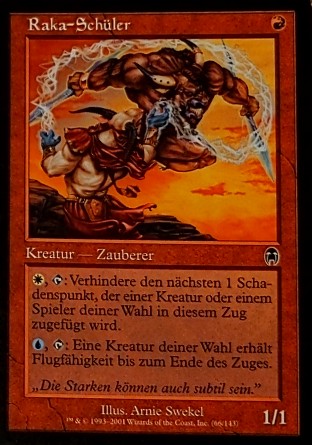 Raka-Schüler
Kreatur — Zauberer
: Verhindere den nächsten 1 Scha-
denspunkt, der einer Kreatur oder einem
Spieler deiner Wahl in diesem Zug
zugefügt wird.
: Eine Kreatur deiner Wahl erhält
Flugfähigkeit bis zum Ende des Zuges.
„Die Starken können auch subtil sein.“
Illus. Arnie Swekel
™ & © 1993–2001 Wizards of the Coast, Inc. (68/143)
1/1